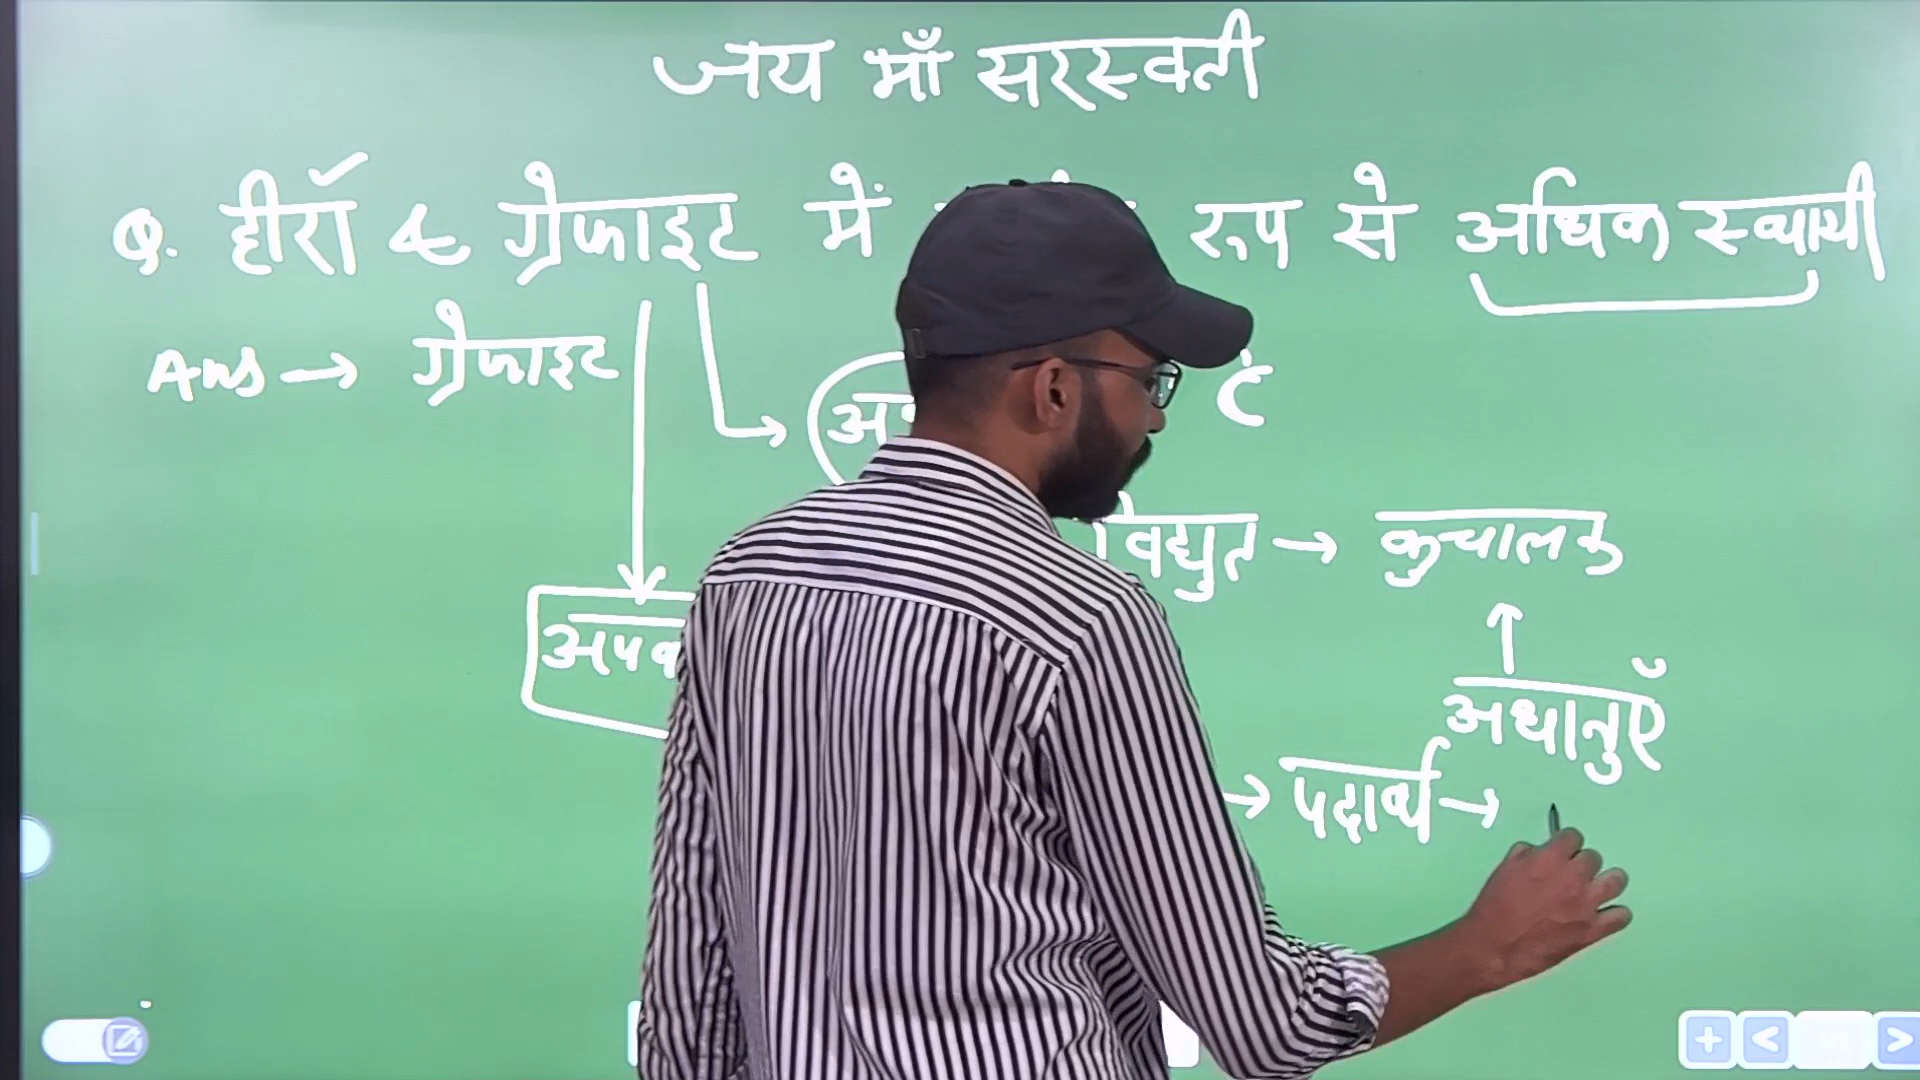 जय माँ सरस्वती
Q. हीरा & ग्रेफाइट में रूप से अधिक स्थायी
Ans → ग्रेफाइट
C
विद्युत → कुचालक
अधातुएँ
→ पदार्थ →